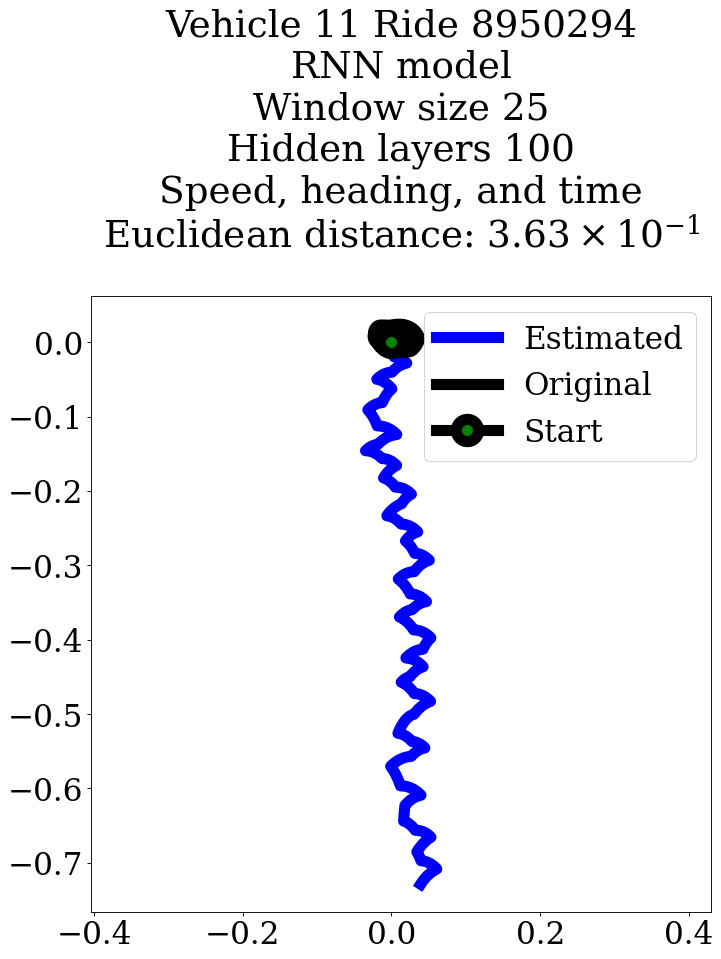 Vehicle 11 Ride 8950294
RNN model
Window size 25
Hidden layers 100
Speed, heading, and time
Euclidean distance: 3.63 × 10⁻¹
Estimated
Original
Start
0.0
−0.1
−0.2
−0.3
−0.4
−0.5
−0.6
−0.7
−0.4 −0.2 0.0 0.2 0.4